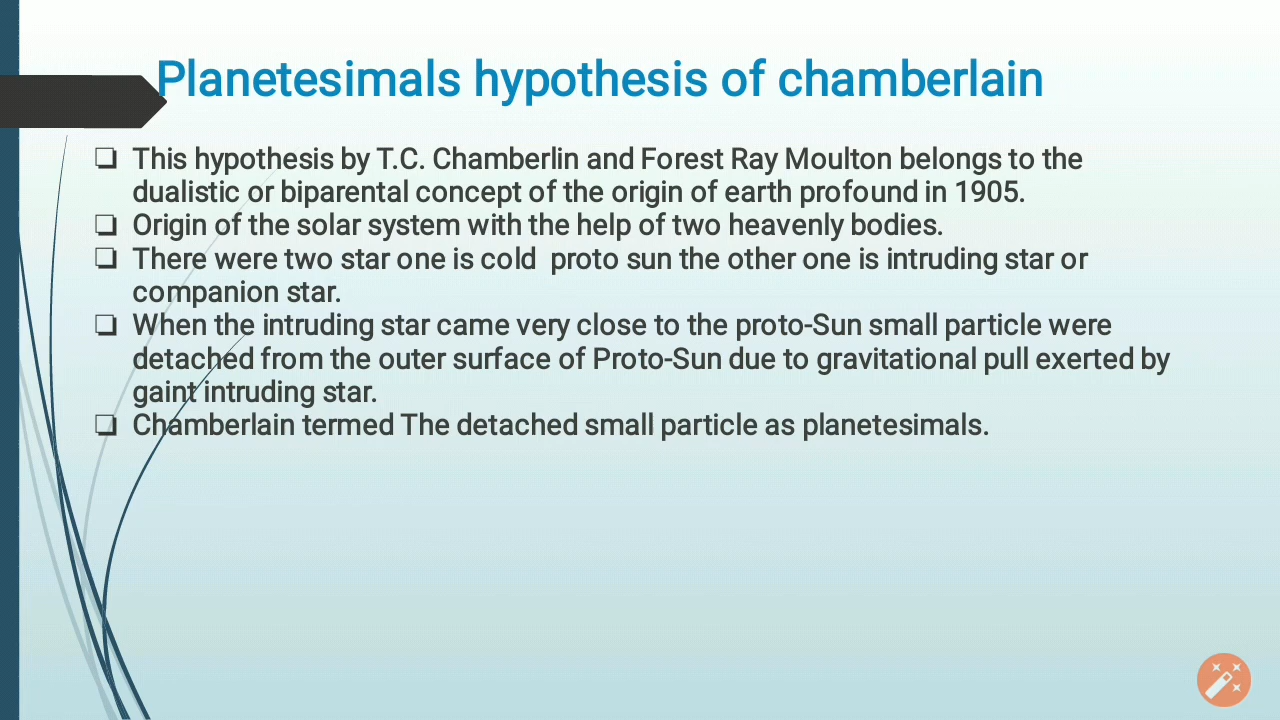 Planetesimals hypothesis of chamberlain
❏ This hypothesis by T.C. Chamberlin and Forest Ray Moulton belongs to the
dualistic or biparental concept of the origin of earth profound in 1905.
❏ Origin of the solar system with the help of two heavenly bodies.
❏ There were two star one is cold  proto sun the other one is intruding star or
companion star.
❏ When the intruding star came very close to the proto-Sun small particle were
detached from the outer surface of Proto-Sun due to gravitational pull exerted by
gaint intruding star.
❏ Chamberlain termed The detached small particle as planetesimals.